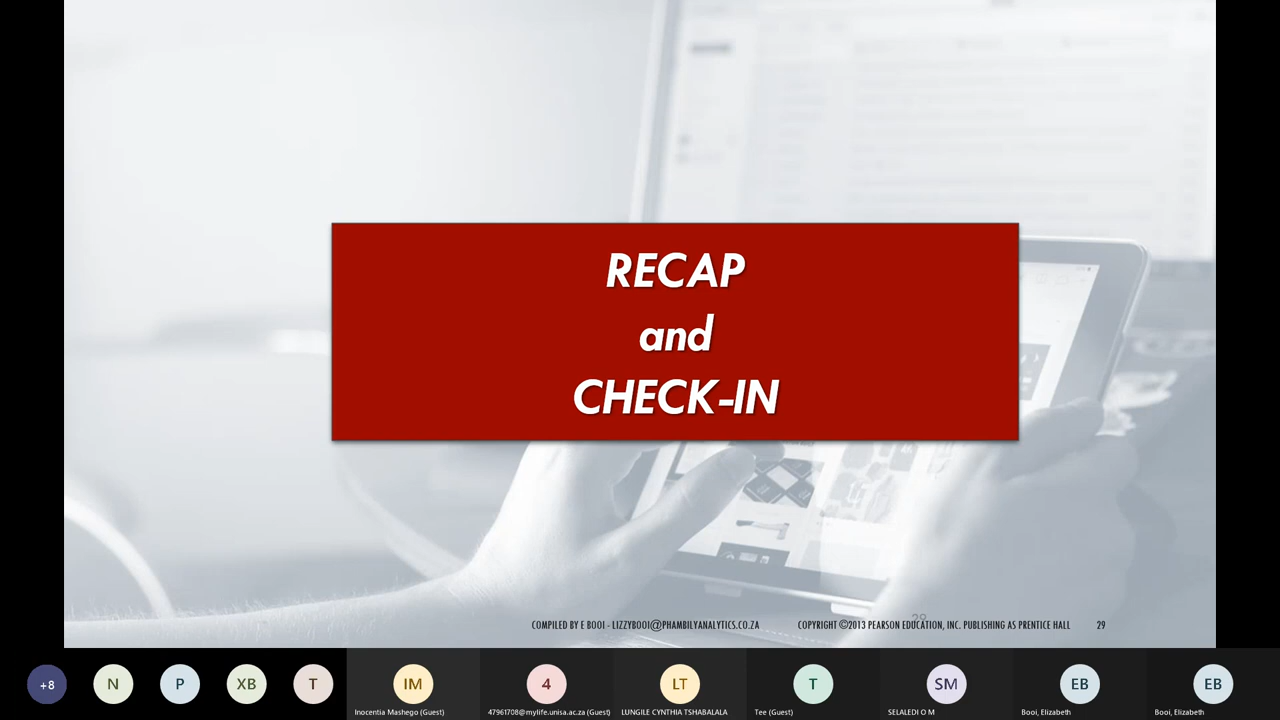 RECAP
and
CHECK-IN
29
COMPILED BY E BOOI - LIZZYBOOI@PHAMBILYANALYTICS.CO.ZA COPYRIGHT ©2013 PEARSON EDUCATION, INC. PUBLISHING AS PRENTICE HALL 29
+8 N P XB T IM 4 LT T SM EB EB
Inocentia Mashego (Guest) 47961708@mylife.unisa.ac.za (Guest) LUNGILE CYNTHIA TSHABALALA Tee (Guest) SELALEDI O M Booi, Elizabeth Booi, Elizabeth